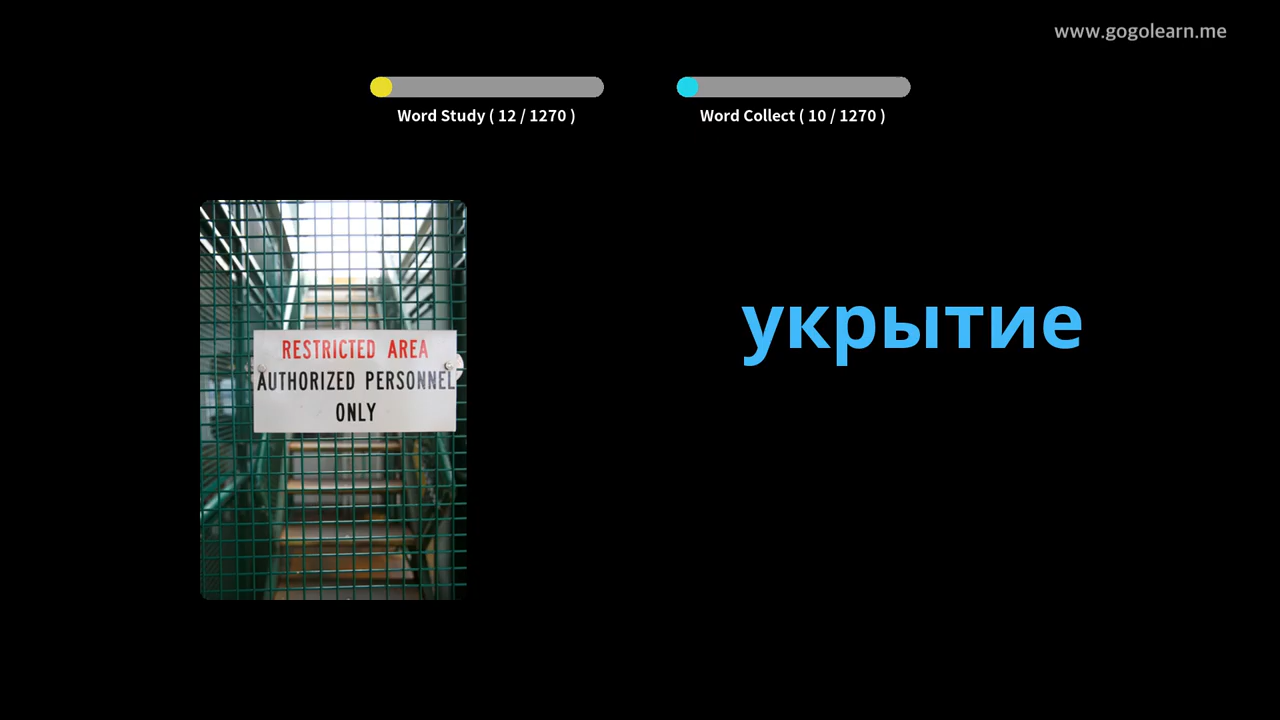 www.gogolearn.me
Word Study ( 12 / 1270 )
Word Collect ( 10 / 1270 )
RESTRICTED AREA
AUTHORIZED PERSONNEL
ONLY
укрытие